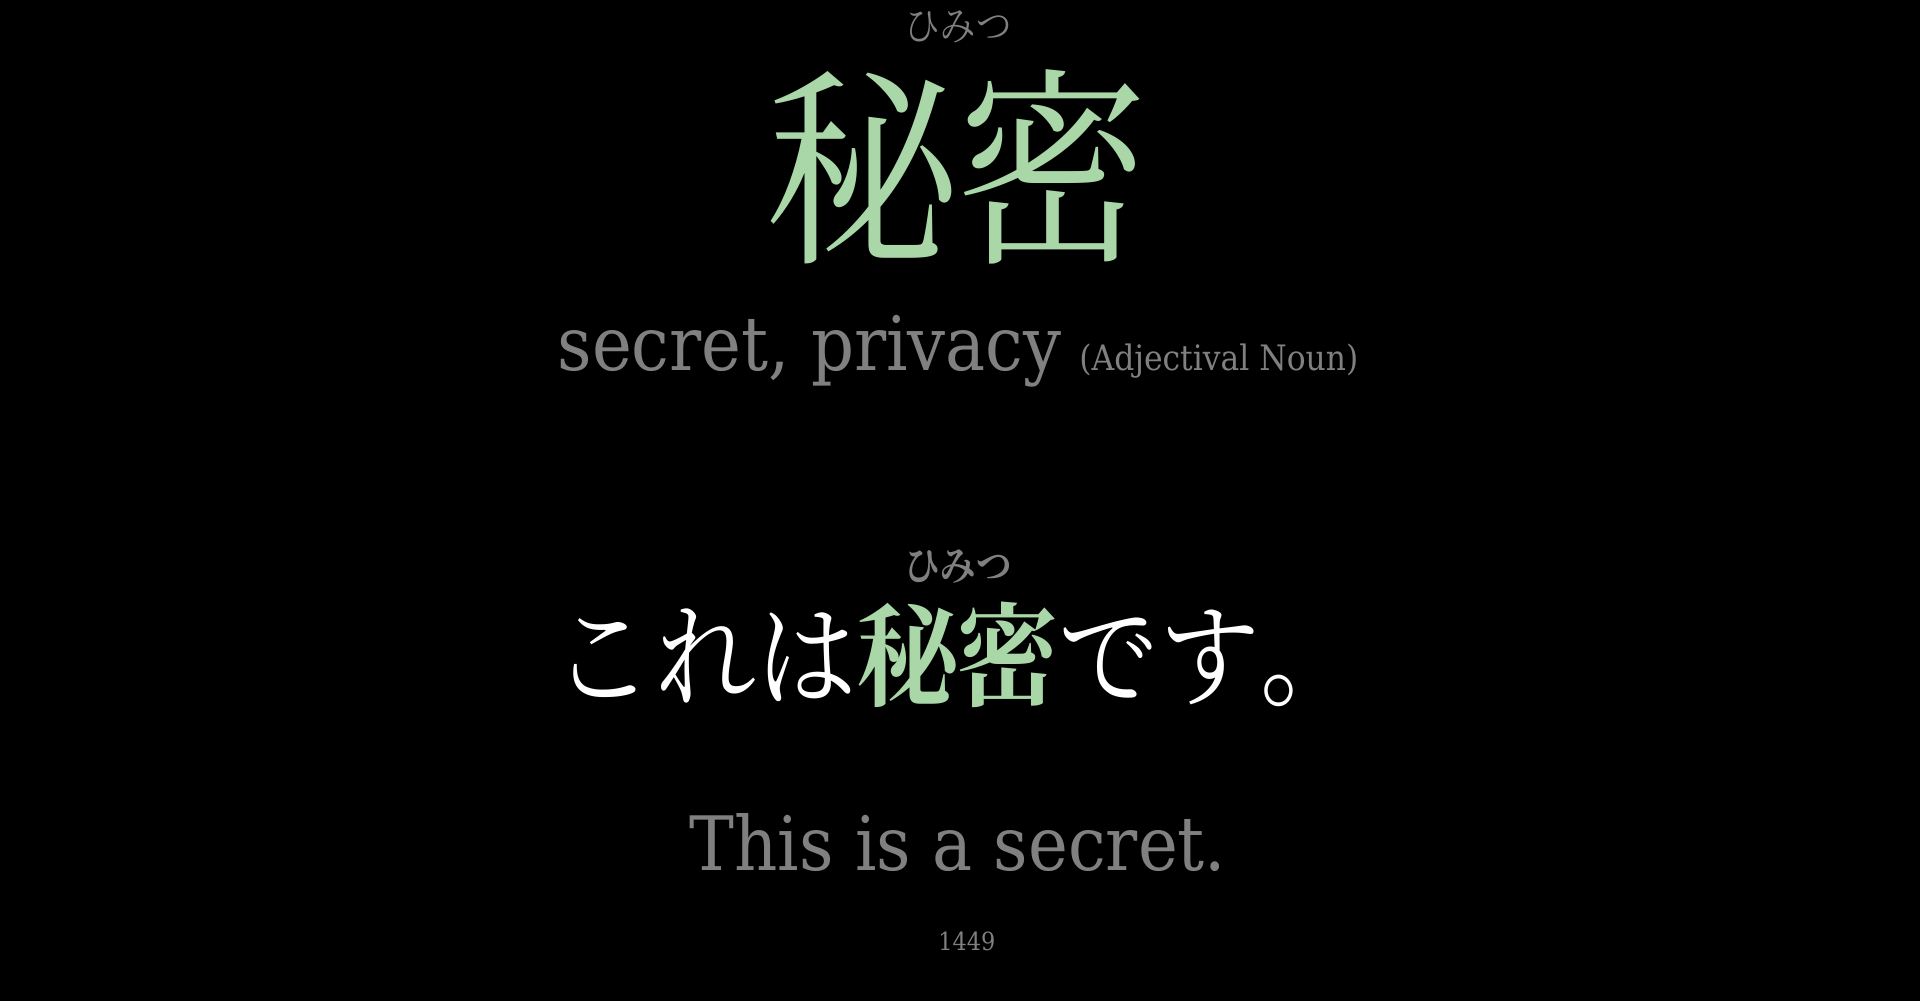 ひみつ
秘密
secret, privacy (Adjectival Noun)
ひみつ
これは秘密です。
This is a secret.
1449